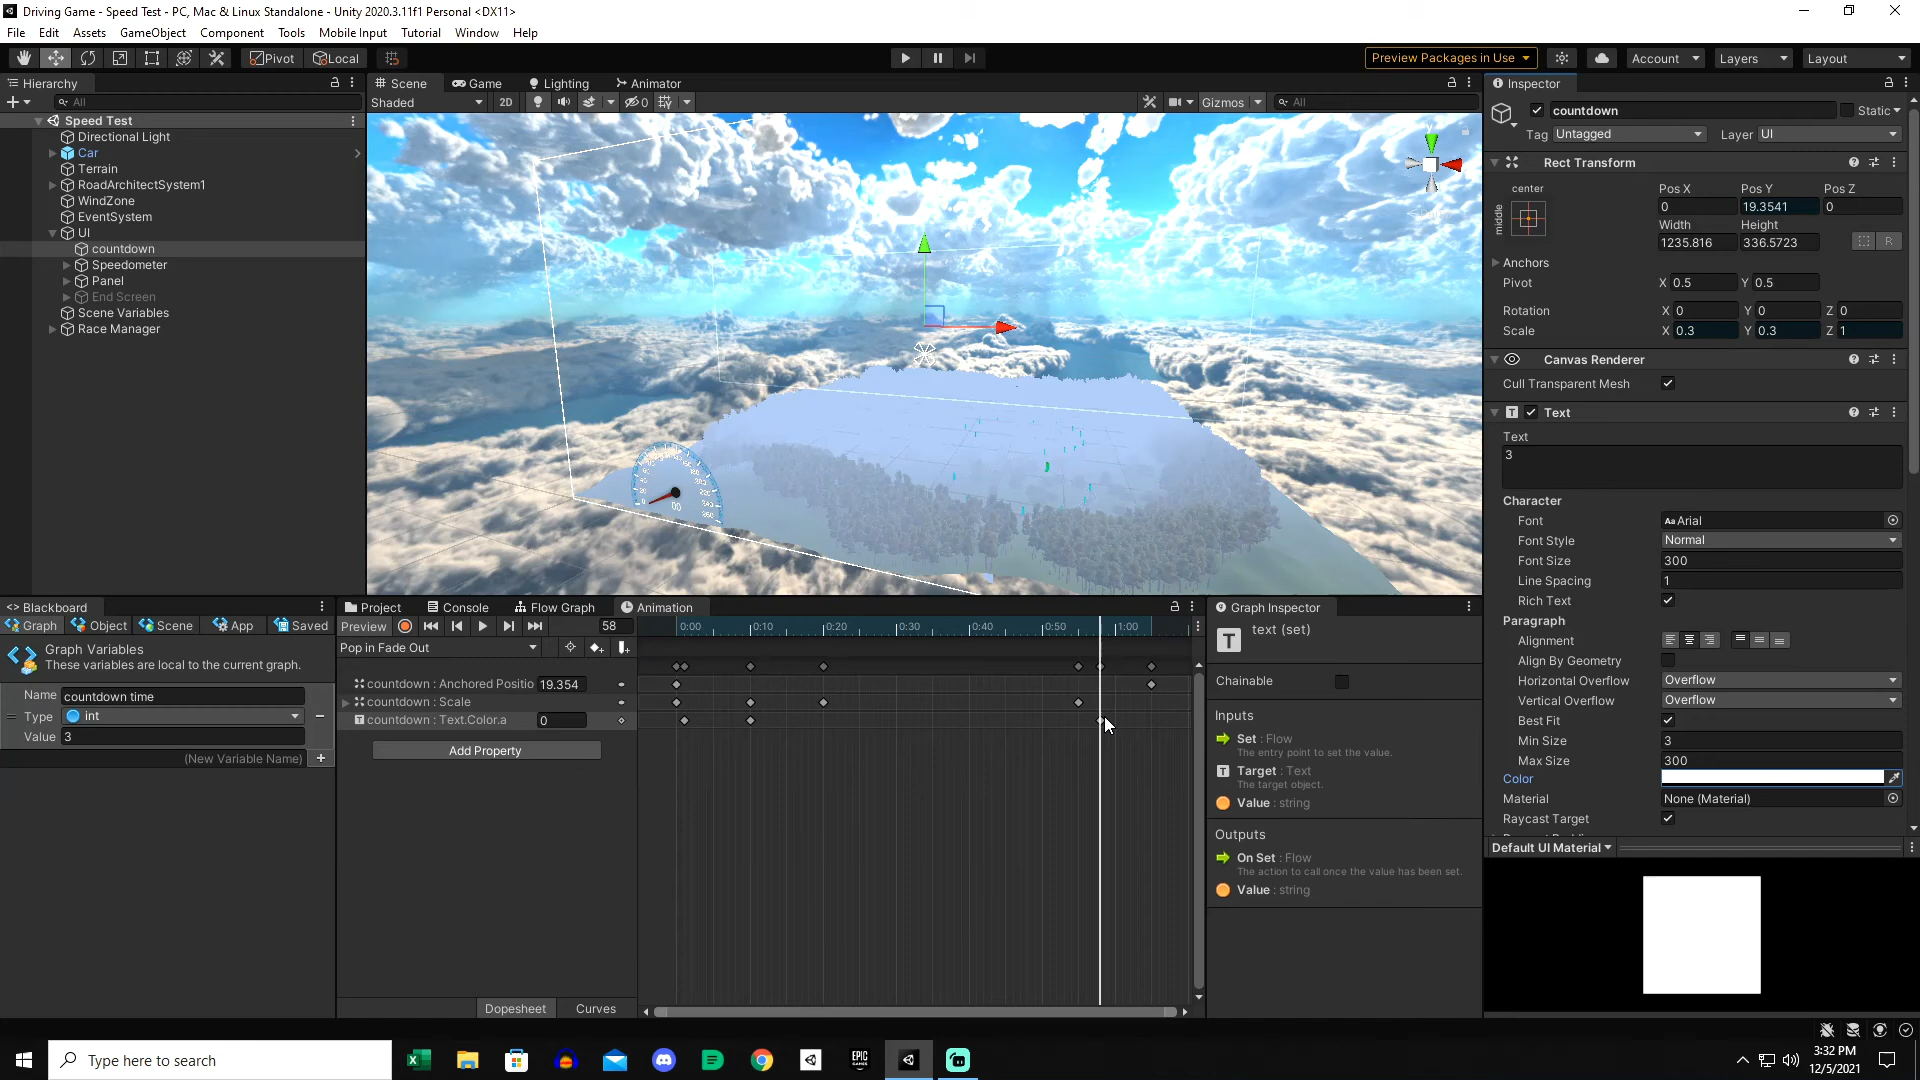 Driving Game - Speed Test - PC, Mac & Linux Standalone - Unity 2020.3.11f1 Personal <DX11>
File Edit Assets GameObject Component Tools Mobile Input Tutorial Window Help
Pivot Local Preview Packages in Use Account Layers Layout
Hierarchy Scene Game Lighting Animator Inspector
All Shaded 2D 0 Gizmos All
countdown Static
Tag Untagged Layer UI
Speed Test
Directional Light
Car
Terrain
RoadArchitectSystem1
WindZone
EventSystem
UI
countdown
Speedometer
Panel
End Screen
Scene Variables
Race Manager
Rect Transform
center Pos X Pos Y Pos Z
middle 0 19.3541 0
Width Height
1235.816 336.5723 R
Anchors
Pivot X 0.5 Y 0.5
Rotation X 0 Y 0 Z 0
Scale X 0.3 Y 0.3 Z 1
Canvas Renderer
Cull Transparent Mesh
Text
Text
3
Character
Font Aa Arial
Font Style Normal
Font Size 300
Line Spacing 1
Rich Text
Paragraph
Alignment
Align By Geometry
Horizontal Overflow Overflow
Vertical Overflow Overflow
Best Fit
Min Size 3
Max Size 300
Color
Material None (Material)
Raycast Target
Default UI Material
<> Blackboard Project Console Flow Graph Animation Graph Inspector
Graph Object Scene App Saved
Graph Variables
These variables are local to the current graph.
Name countdown time
Type int
Value 3
(New Variable Name)
Preview 58 0:00 0:10 0:20 0:30 0:40 0:50 1:00
Pop in Fade Out
countdown : Anchored Positio 19.354
countdown : Scale
countdown : Text.Color.a 0
Add Property
Dopesheet Curves
text (set)
Chainable
Inputs
Set : Flow
The entry point to set the value.
Target : Text
The target object.
Value : string
Outputs
On Set : Flow
The action to call once the value has been set.
Value : string
Type here to search
EPIC GAMES
3:32 PM
12/5/2021